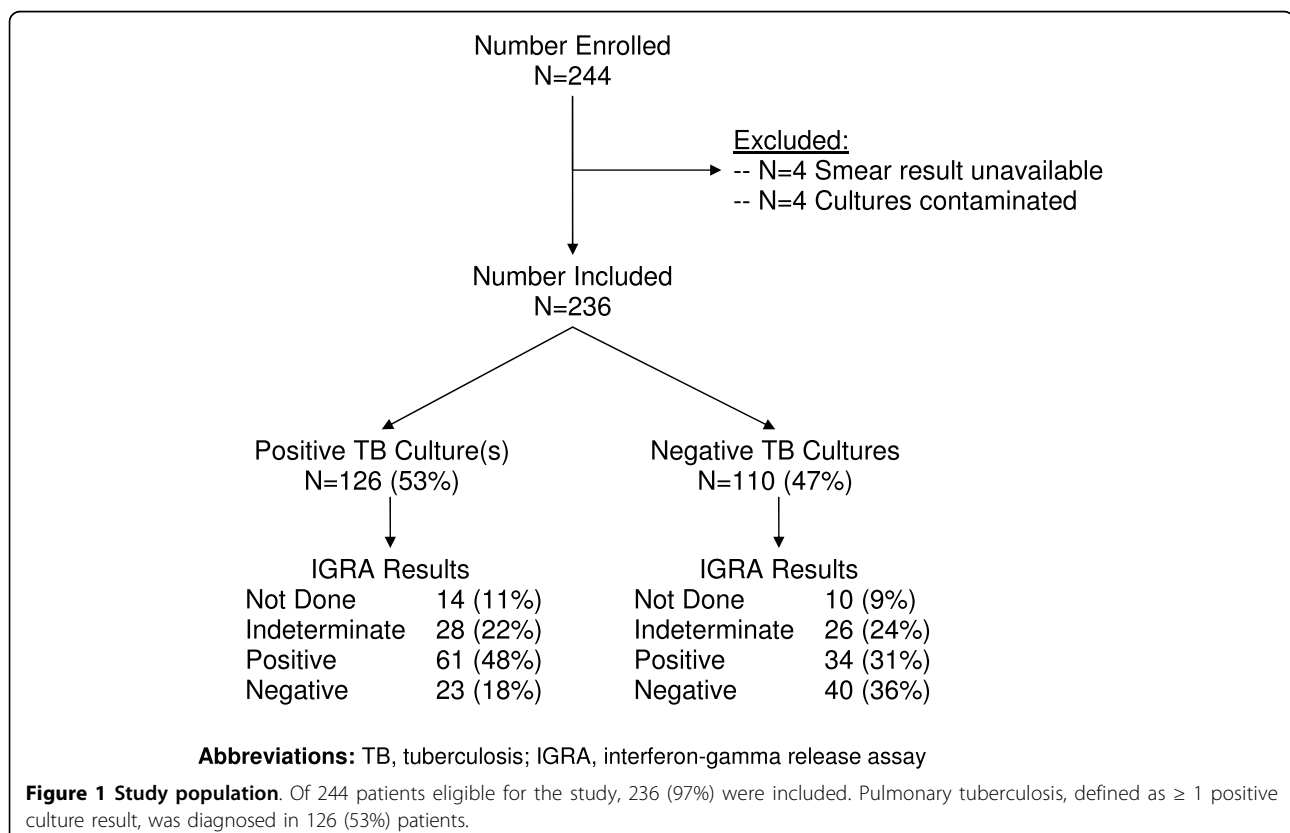 Number Enrolled
N=244
Excluded:
-- N=4 Smear result unavailable
-- N=4 Cultures contaminated
Number Included
N=236
Positive TB Culture(s)
N=126 (53%)
IGRA Results
Not Done 14 (11%)
Indeterminate 28 (22%)
Positive 61 (48%)
Negative 23 (18%)
Negative TB Cultures
N=110 (47%)
IGRA Results
Not Done 10 (9%)
Indeterminate 26 (24%)
Positive 34 (31%)
Negative 40 (36%)
Abbreviations: TB, tuberculosis; IGRA, interferon-gamma release assay
Figure 1 Study population. Of 244 patients eligible for the study, 236 (97%) were included. Pulmonary tuberculosis, defined as ≥ 1 positive
culture result, was diagnosed in 126 (53%) patients.